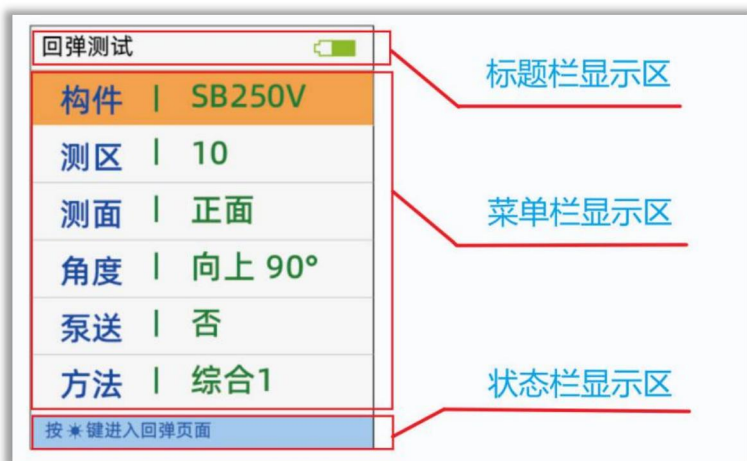 回弹测试
标题栏显示区
构件 | SB250V
测区 | 10
测面 | 正面
菜单栏显示区
角度 | 向上 90°
泵送 | 否
方法 | 综合1
状态栏显示区
按☀键进入回弹页面